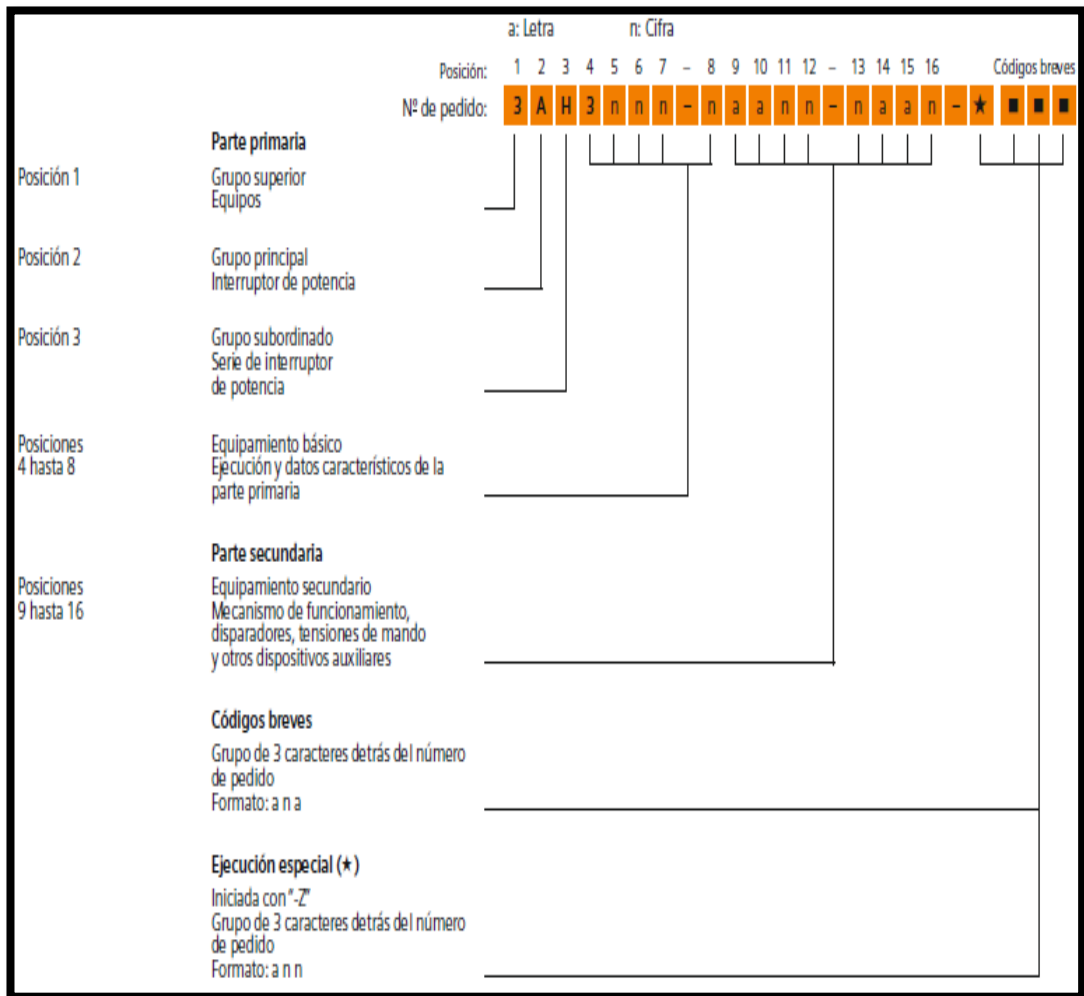 a: Letra n: Cifra
Posición: 1 2 3 4 5 6 7 – 8 9 10 11 12 – 13 14 15 16 Códigos breves
Nº de pedido: 3 A H 3 n n n – n a a n n – n a a n – ★ ■ ■ ■
Parte primaria
Posición 1 Grupo superior
Equipos
Posición 2 Grupo principal
Interruptor de potencia
Posición 3 Grupo subordinado
Serie de interruptor
de potencia
Posiciones Equipamiento básico
4 hasta 8 Ejecución y datos característicos de la
parte primaria
Parte secundaria
Posiciones Equipamiento secundario
9 hasta 16 Mecanismo de funcionamiento,
disparadores, tensiones de mando
y otros dispositivos auxiliares
Códigos breves
Grupo de 3 caracteres detrás del número
de pedido
Formato: a n a
Ejecución especial (★)
Iniciada con "-Z"
Grupo de 3 caracteres detrás del número
de pedido
Formato: a n n